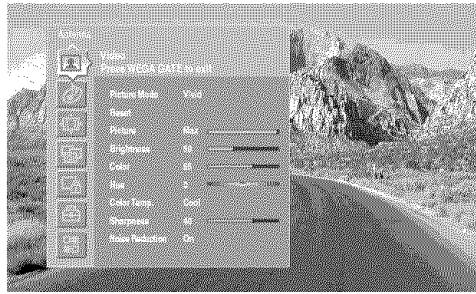 Antenna
Video
Press WEGA GATE to exit
Picture Mode Vivid
Reset
Picture Max
Brightness 50
Color 65
Hue 0
Color Temp. Cool
Sharpness 40
Noise Reduction On